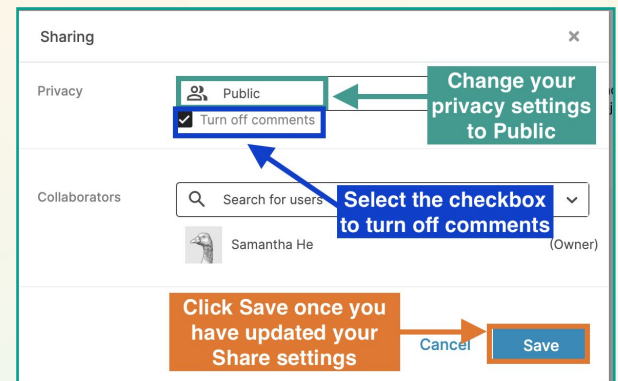 Sharing
Privacy
Public
Turn off comments
Change your
privacy settings
to Public
Collaborators
Search for users
Select the checkbox
to turn off comments
Samantha He
(Owner)
Click Save once you
have updated your
Share settings
Cancel
Save